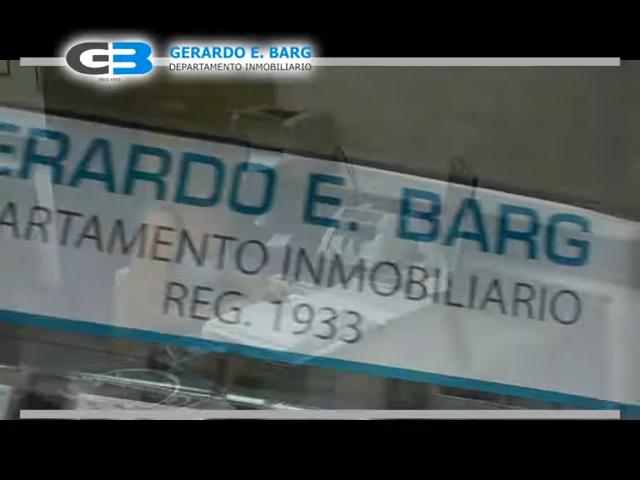 GB
GERARDO E. BARG
DEPARTAMENTO INMOBILIARIO
ERARDO E. BARG
ARTAMENTO INMOBILIARIO
REG. 1933